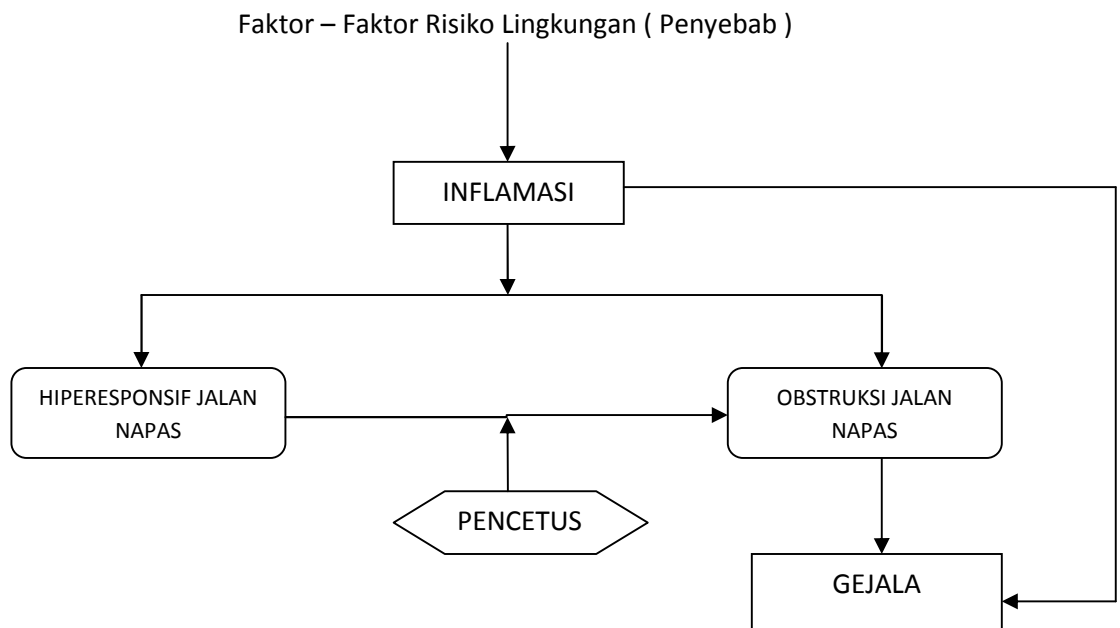 Faktor – Faktor Risiko Lingkungan ( Penyebab )
INFLAMASI
HIPERESPONSIF JALAN
NAPAS
OBSTRUKSI JALAN
NAPAS
PENCETUS
GEJALA